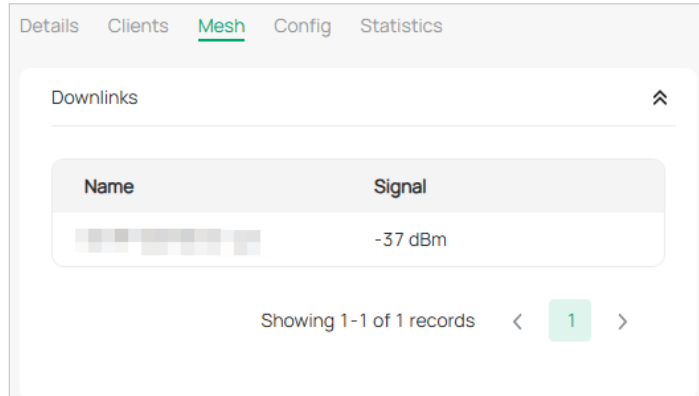 Details Clients Mesh Config Statistics
Downlinks
Name Signal
-37 dBm
Showing 1-1 of 1 records 1